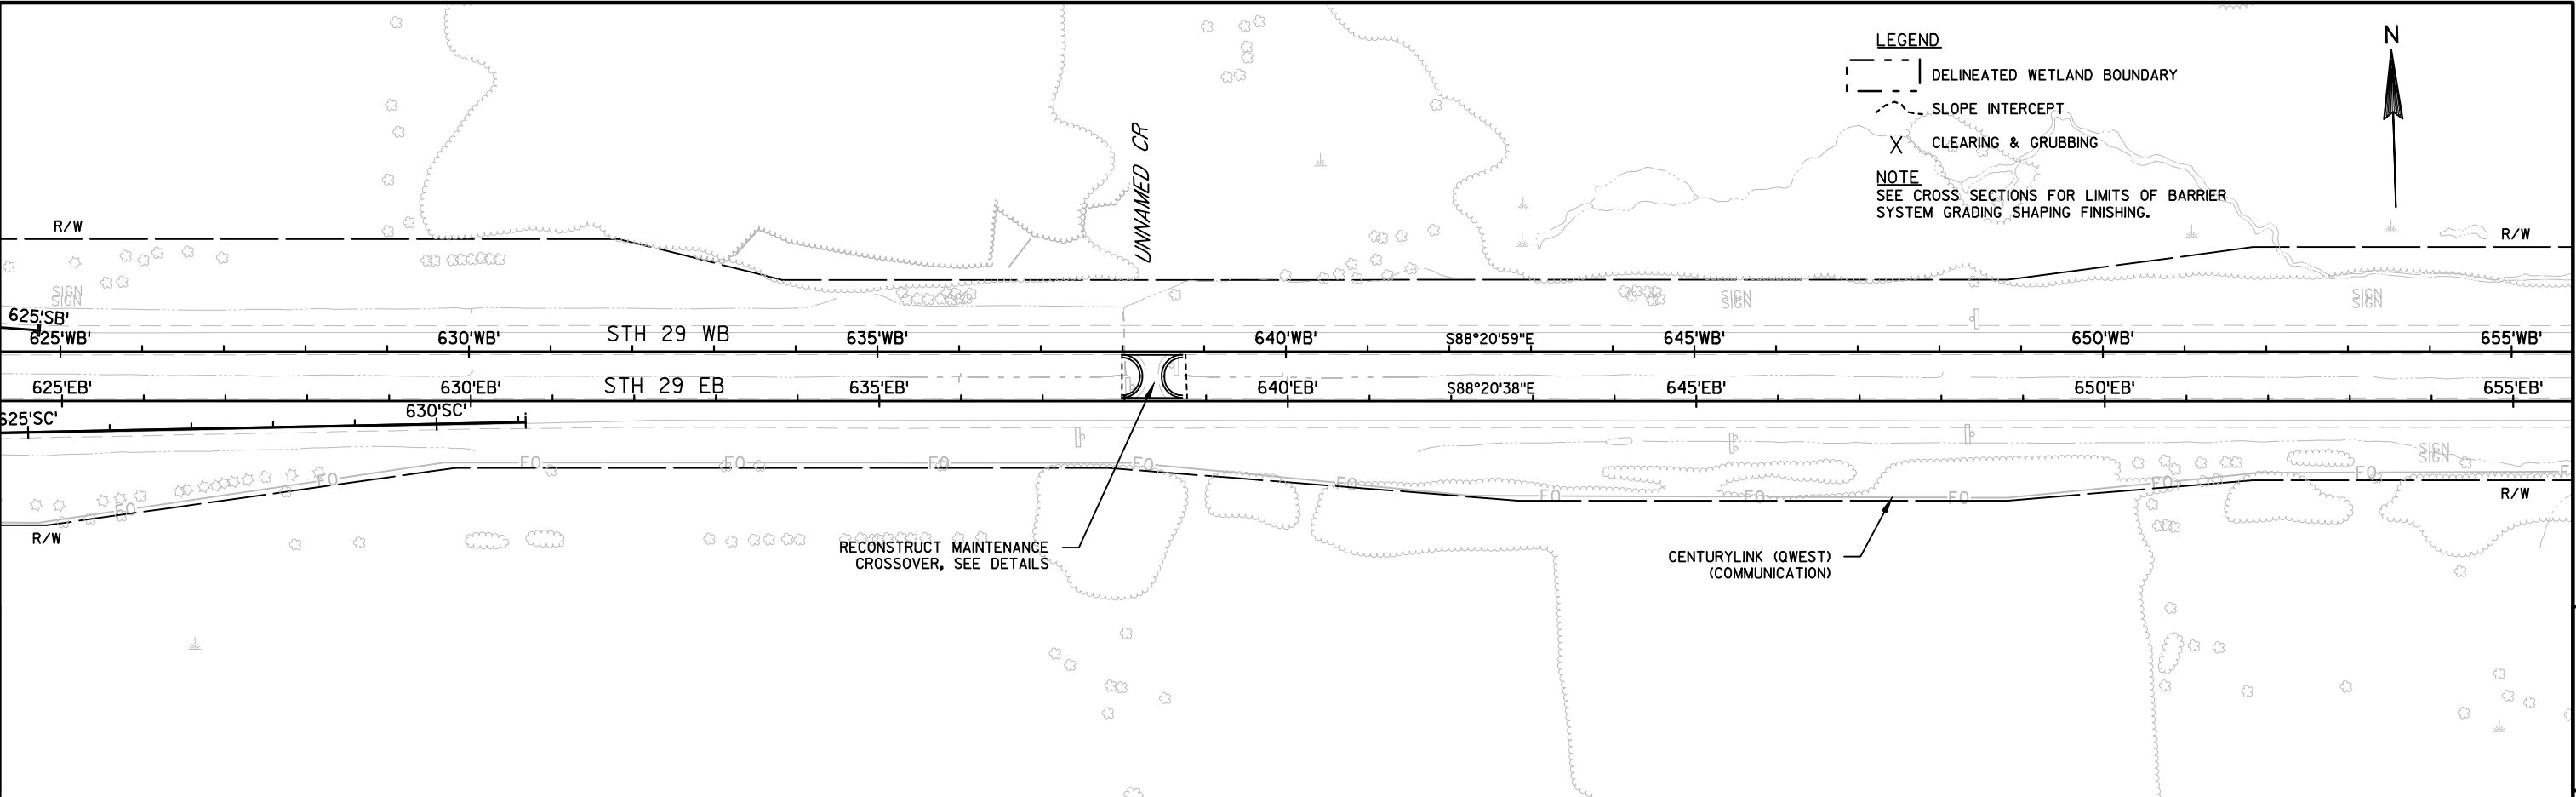 LEGEND
DELINEATED WETLAND BOUNDARY
SLOPE INTERCEPT
X CLEARING & GRUBBING
NOTE
SEE CROSS SECTIONS FOR LIMITS OF BARRIER
SYSTEM GRADING SHAPING FINISHING.
N
UNNAMED CR
R/W
R/W
SIGN
SIGN
SIGN
SIGN
SIGN
SIGN
625'SB'
625'WB'
630'WB'
STH 29 WB
635'WB'
640'WB'
S88°20'59"E
645'WB'
650'WB'
655'WB'
625'EB'
630'EB'
STH 29 EB
635'EB'
640'EB'
S88°20'38"E
645'EB'
650'EB'
655'EB'
625'SC'
630'SC'
SIGN
SIGN
FO
FO
FO
FO
FO
FO
FO
FO
FO
FO
FO
FO
R/W
R/W
RECONSTRUCT MAINTENANCE
CROSSOVER, SEE DETAILS
CENTURYLINK (QWEST)
(COMMUNICATION)